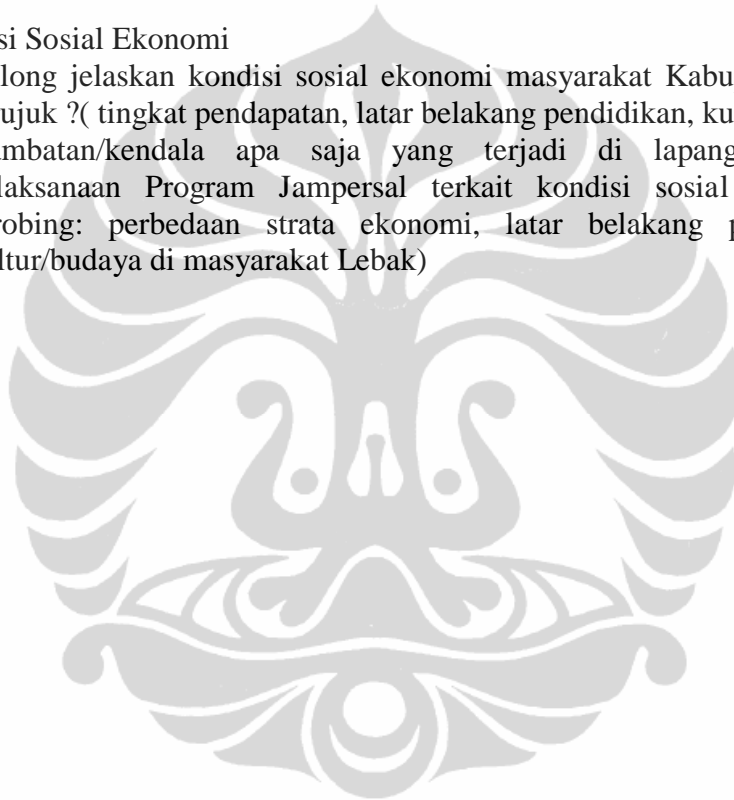 si Sosial Ekonomi
long jelaskan kondisi sosial ekonomi masyarakat Kabu
ujuk ?( tingkat pendapatan, latar belakang pendidikan, ku
mbatan/kendala apa saja yang terjadi di lapang
laksanaan Program Jampersal terkait kondisi sosial
robing: perbedaan strata ekonomi, latar belakang p
ltur/budaya di masyarakat Lebak)